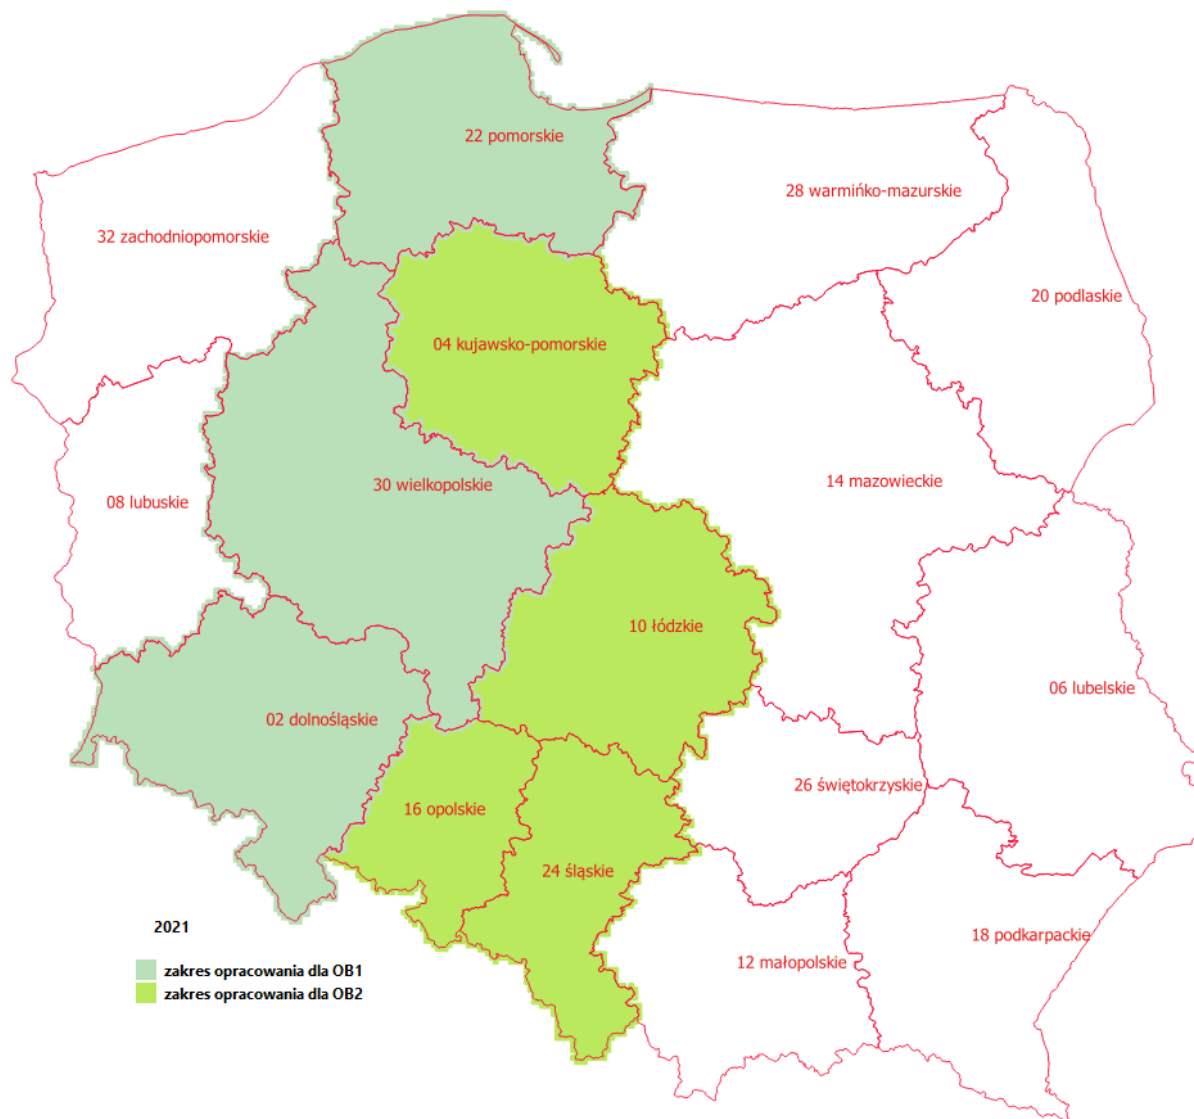 22 pomorskie
28 warmińko-mazurskie
32 zachodniopomorskie
20 podlaskie
04 kujawsko-pomorskie
14 mazowieckie
30 wielkopolskie
08 lubuskie
10 łódzkie
06 lubelskie
02 dolnośląskie
26 świętokrzyskie
16 opolskie
24 śląskie
18 podkarpackie
12 małopolskie
2021
zakres opracowania dla OB1
zakres opracowania dla OB2